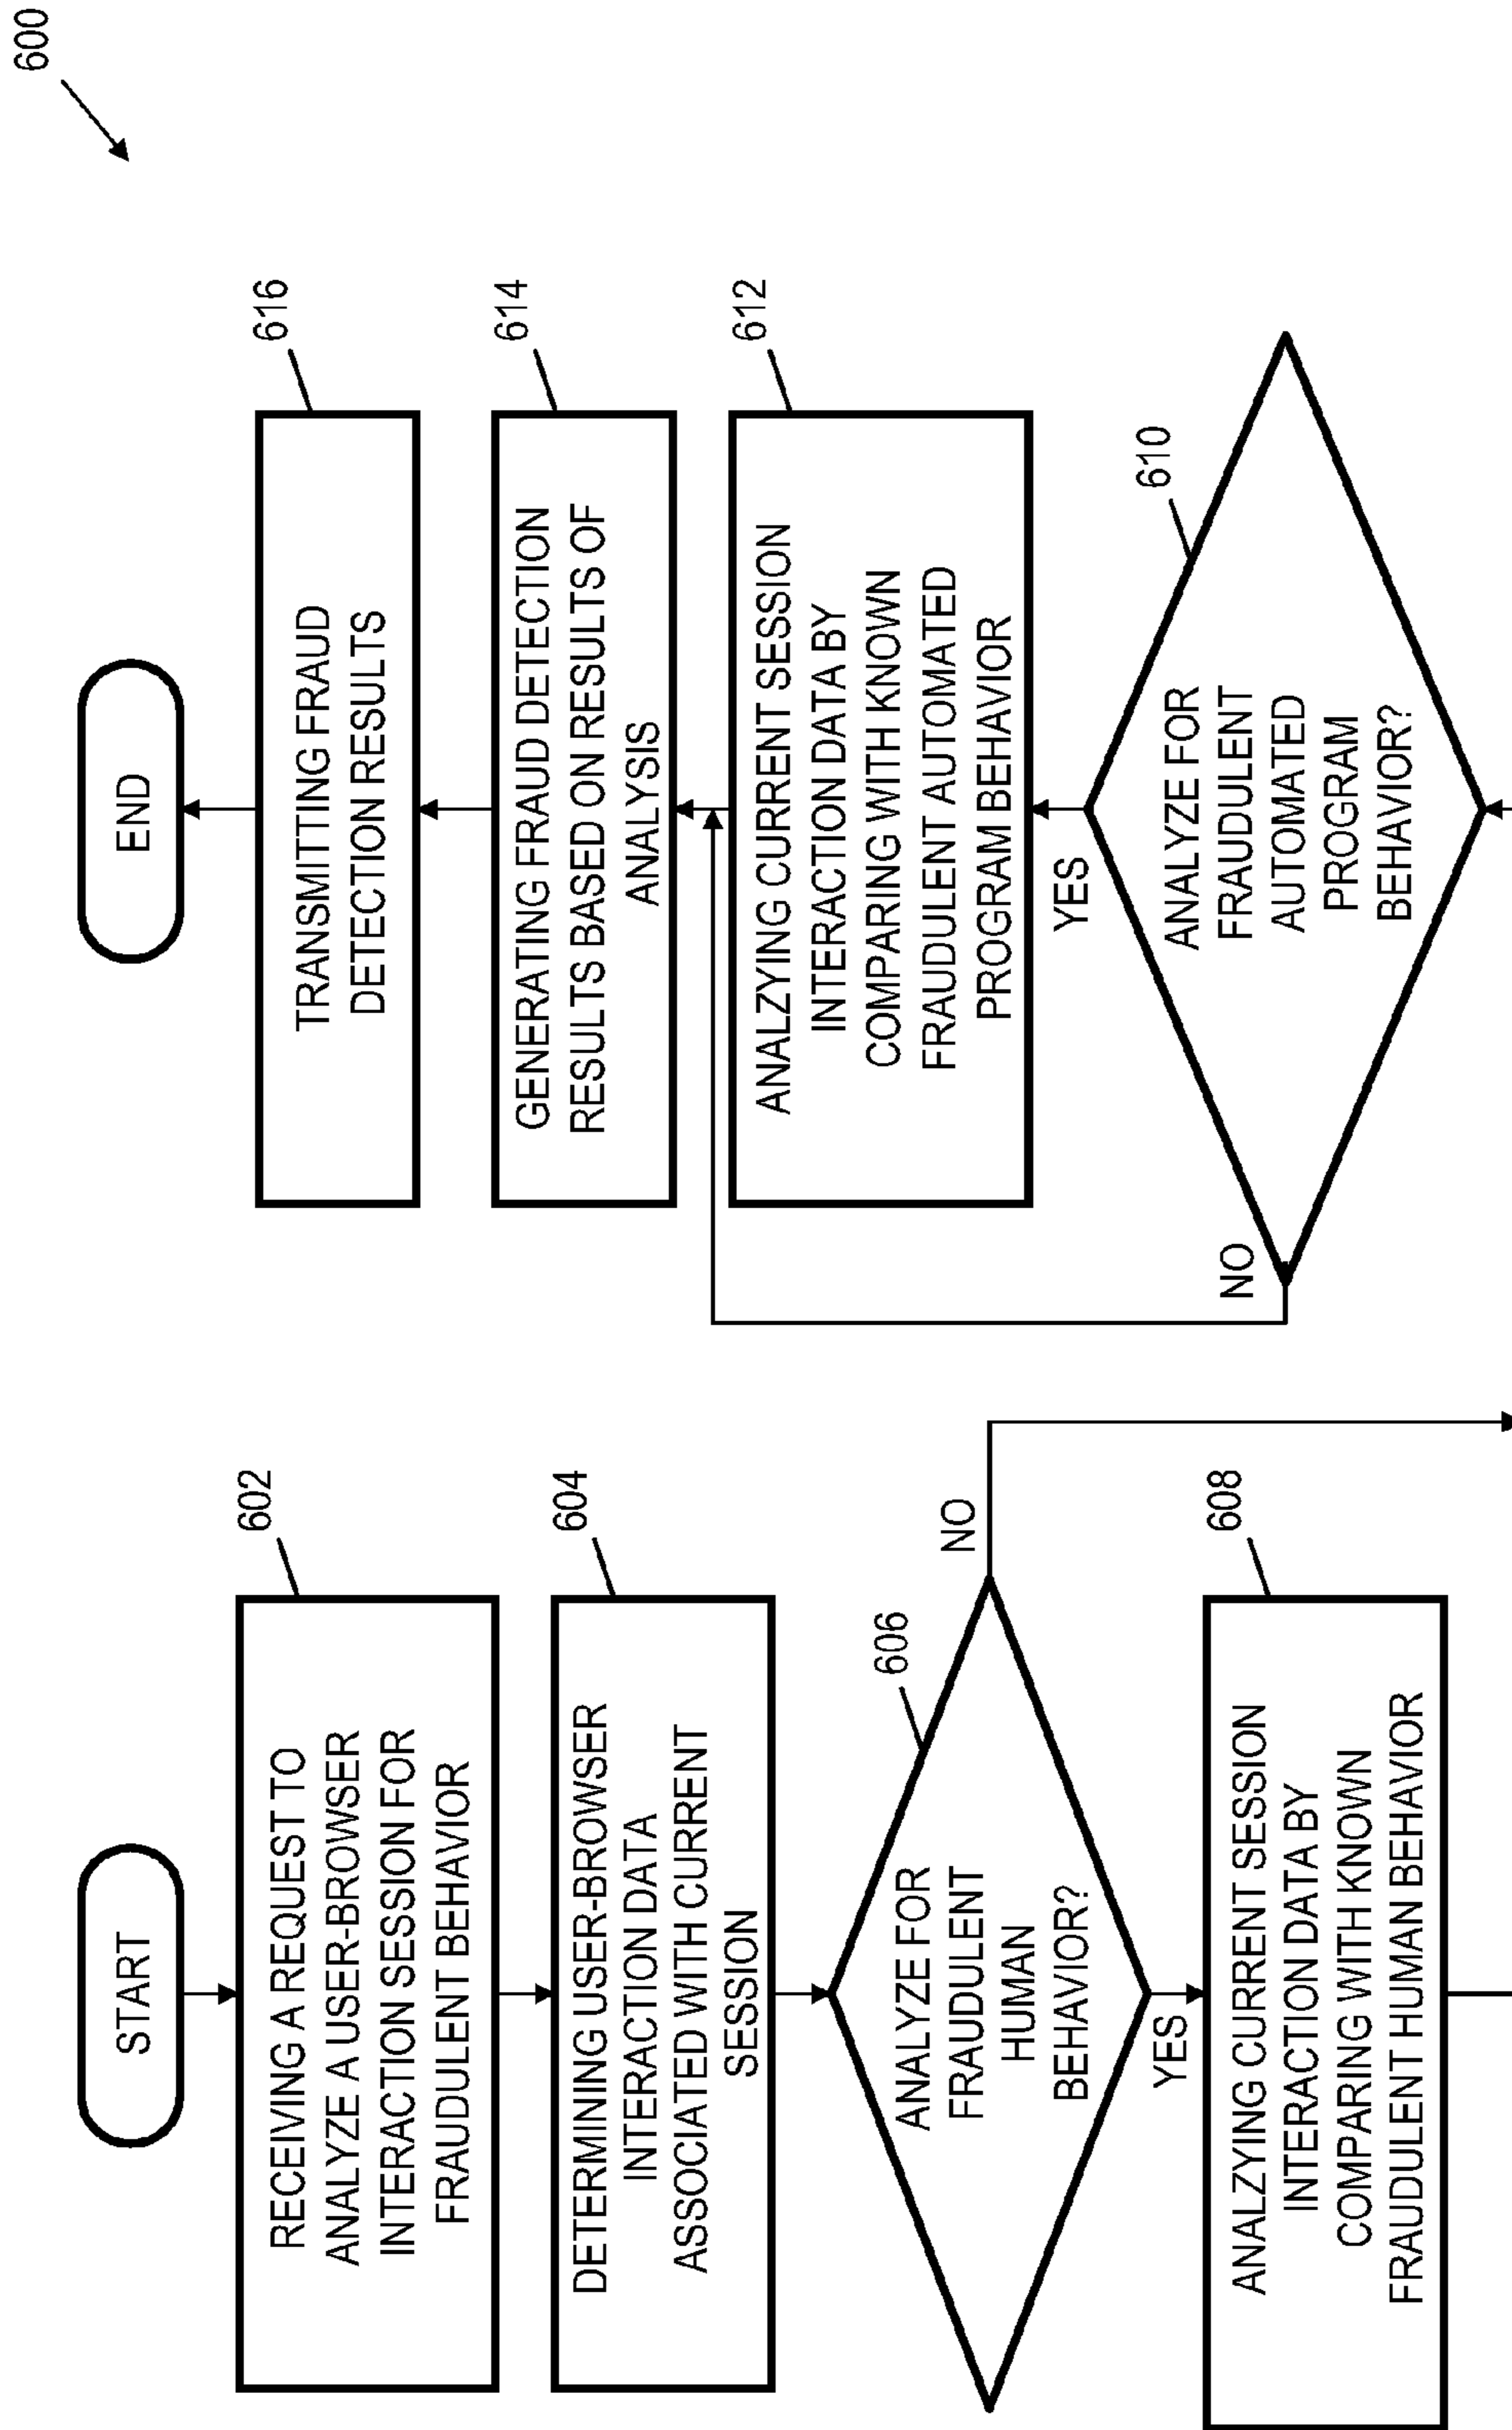 600
START
602
RECEIVING A REQUEST TO
ANALYZE A USER-BROWSER
INTERACTION SESSION FOR
FRAUDULENT BEHAVIOR
604
DETERMINING USER-BROWSER
INTERACTION DATA
ASSOCIATED WITH CURRENT
SESSION
606
ANALYZE FOR
FRAUDULENT
HUMAN
BEHAVIOR?
NO
YES
608
ANALZYING CURRENT SESSION
INTERACTION DATA BY
COMPARING WITH KNOWN
FRAUDULENT HUMAN BEHAVIOR
610
ANALYZE FOR
FRAUDULENT
AUTOMATED
PROGRAM
BEHAVIOR?
NO
YES
612
ANALZYING CURRENT SESSION
INTERACTION DATA BY
COMPARING WITH KNOWN
FRAUDULENT AUTOMATED
PROGRAM BEHAVIOR
614
GENERATING FRAUD DETECTION
RESULTS BASED ON RESULTS OF
ANALYSIS
616
TRANSMITTING FRAUD
DETECTION RESULTS
END